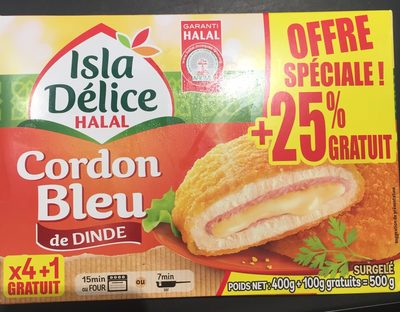 Isla
Délice
HALAL
GARANTI
HALAL
OFFRE
SPÉCIALE !
+25%
GRATUIT
Cordon
Bleu
de DINDE
x4+1
GRATUIT
15min
au FOUR
ou
7min
SURGELÉ
POIDS NET : 400g + 100g gratuits = 500 g